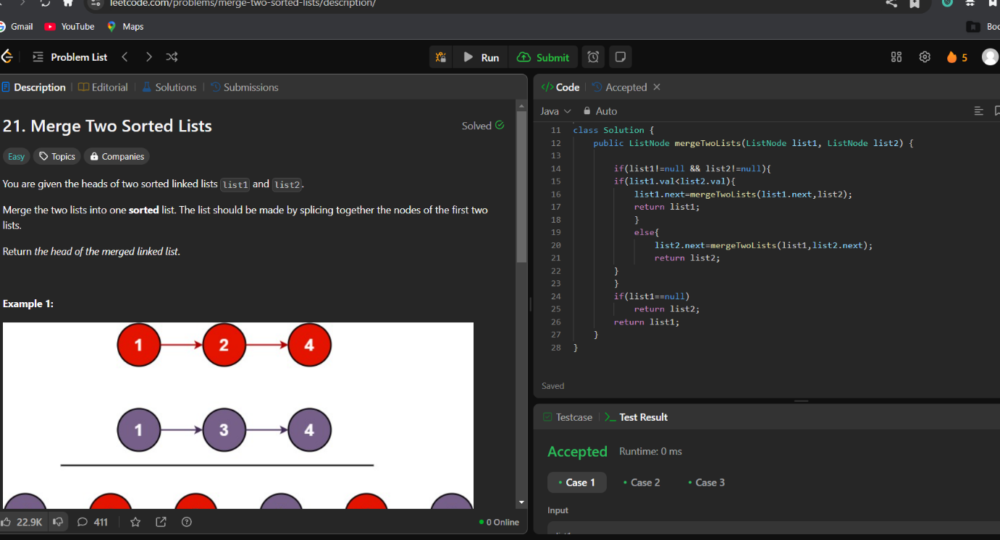 leetcode.com/problems/merge-two-sorted-lists/description/
Gmail YouTube Maps
Problem List Run Submit 5
Description Editorial Solutions Submissions
21. Merge Two Sorted Lists
Solved
Easy Topics Companies
You are given the heads of two sorted linked lists list1 and list2.
Merge the two lists into one sorted list. The list should be made by splicing together the nodes of the first two
lists.
Return the head of the merged linked list.
Example 1:
1 2 4
1 3 4
22.9K 411 0 Online
</> Code Accepted
Java Auto
11 class Solution {
12 public ListNode mergeTwoLists(ListNode list1, ListNode list2) {
13
14 if(list1!=null && list2!=null){
15 if(list1.val<list2.val){
16 list1.next=mergeTwoLists(list1.next,list2);
17 return list1;
18 }
19 else{
20 list2.next=mergeTwoLists(list1,list2.next);
21 return list2;
22 }
23 }
24 if(list1==null)
25 return list2;
26 return list1;
27 }
28 }
Saved
Testcase >_ Test Result
Accepted Runtime: 0 ms
Case 1 Case 2 Case 3
Input